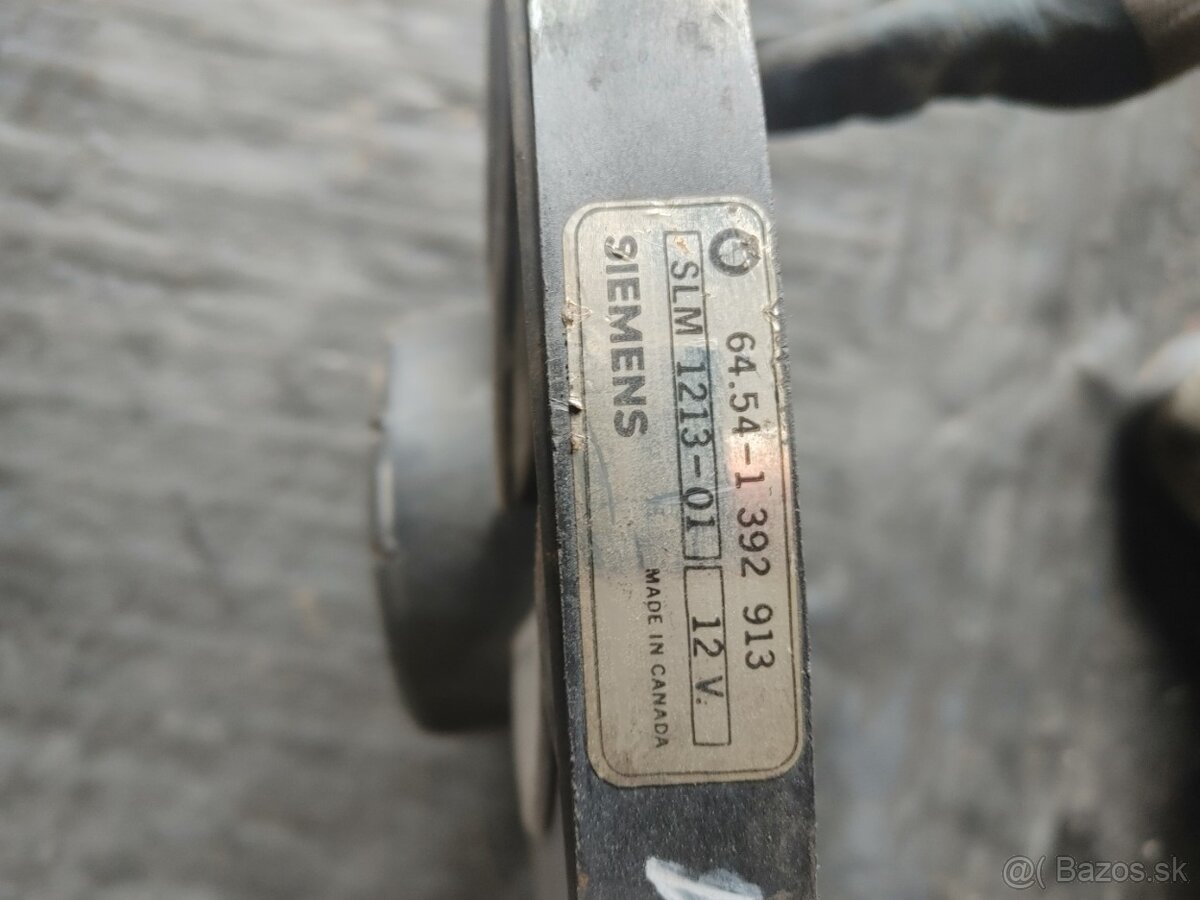 64.54-1 392 913
SLM 1213-01 12 V.
SIEMENS MADE IN CANADA
@( Bazos.sk